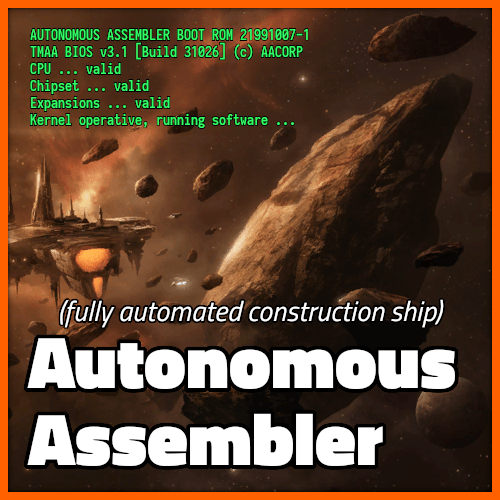 AUTONOMOUS ASSEMBLER BOOT ROM 21991007-1
TMAA BIOS v3.1 [Build 31026] (c) AACORP
CPU ... valid
Chipset ... valid
Expansions ... valid
Kernel operative, running software ...
(fully automated construction ship)
Autonomous
Assembler